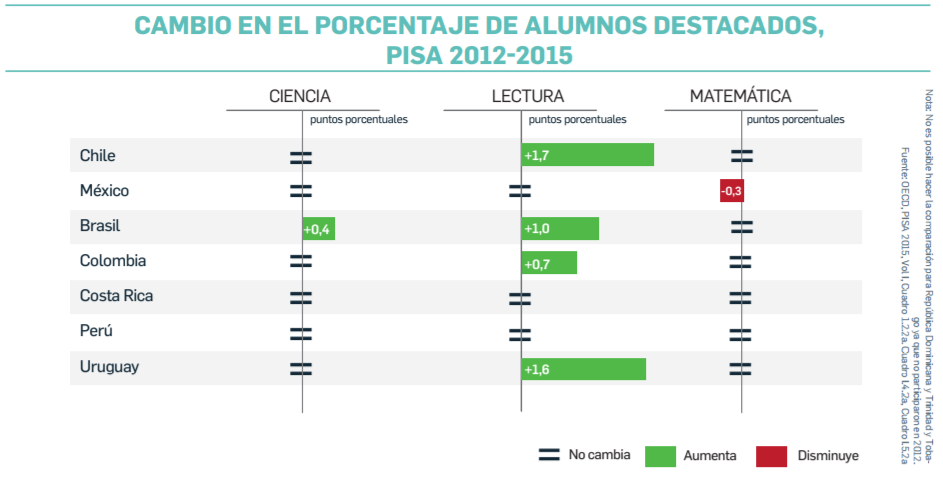 CAMBIO EN EL PORCENTAJE DE ALUMNOS DESTACADOS,
PISA 2012-2015
CIENCIA
LECTURA
MATEMÁTICA
puntos porcentuales
puntos porcentuales
puntos porcentuales
Chile
+1,7
México
-0,3
Brasil
+0,4
+1,0
Colombia
+0,7
Costa Rica
Perú
Uruguay
+1,6
No cambia
Aumenta
Disminuye
Nota: No es posible hacer la comparación para República Dominicana y Trinidad y Toba-
go ya que no participaron en 2012.
Fuente: OECD, PISA 2015, Vol I, Cuadro 1.2.2a, Cuadro I.4.2a, Cuadro I.5.2a